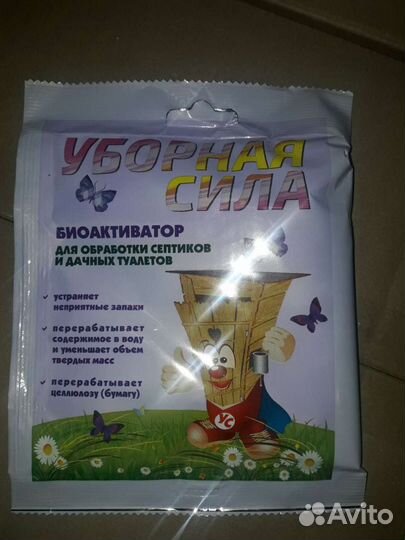 УБОРНАЯ
СИЛА
БИОАКТИВАТОР
ДЛЯ ОБРАБОТКИ СЕПТИКОВ
И ДАЧНЫХ ТУАЛЕТОВ
устраняет
неприятные запахи
перерабатывает
содержимое в воду
и уменьшает объем
твердых масс
перерабатывает
целлюлозу (бумагу)
УС
Avito